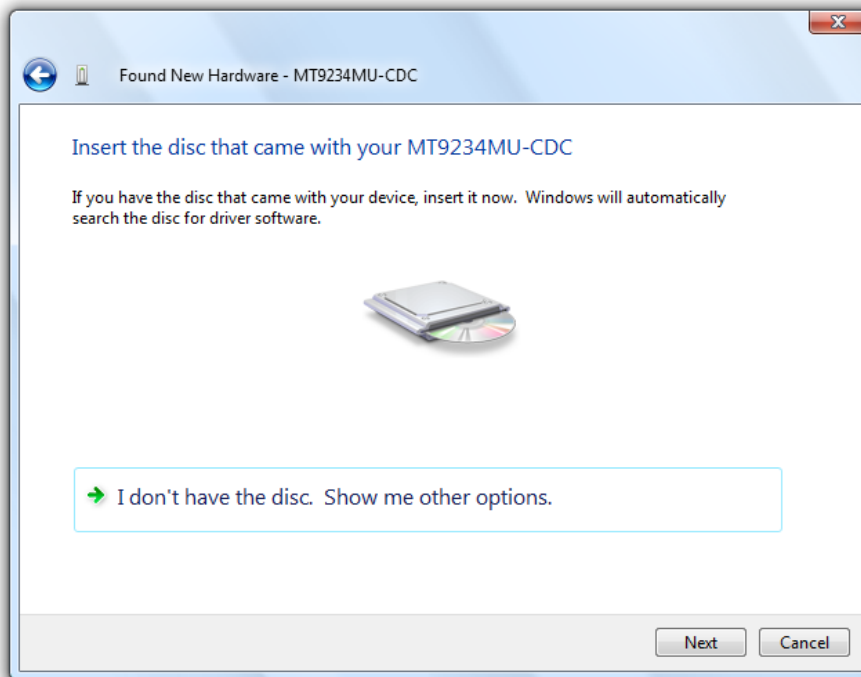 Found New Hardware - MT9234MU-CDC
Insert the disc that came with your MT9234MU-CDC
If you have the disc that came with your device, insert it now.  Windows will automatically
search the disc for driver software.
I don't have the disc.  Show me other options.
Next
Cancel